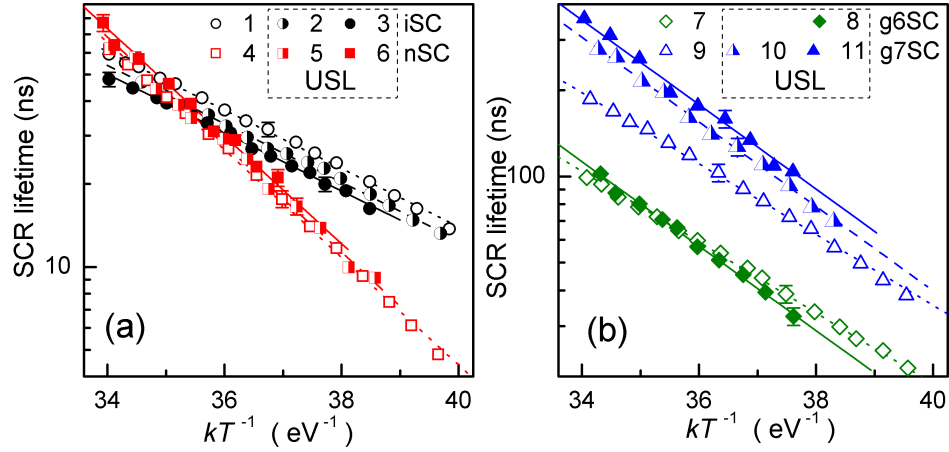 1 2 3 iSC
4 5 6 nSC
USL
SCR lifetime (ns)
10
(a)
34 36 38 40
kT⁻¹ ( eV⁻¹)
7 8 g6SC
9 10 11 g7SC
USL
SCR lifetime (ns)
100
(b)
34 36 38 40
kT⁻¹ ( eV⁻¹)